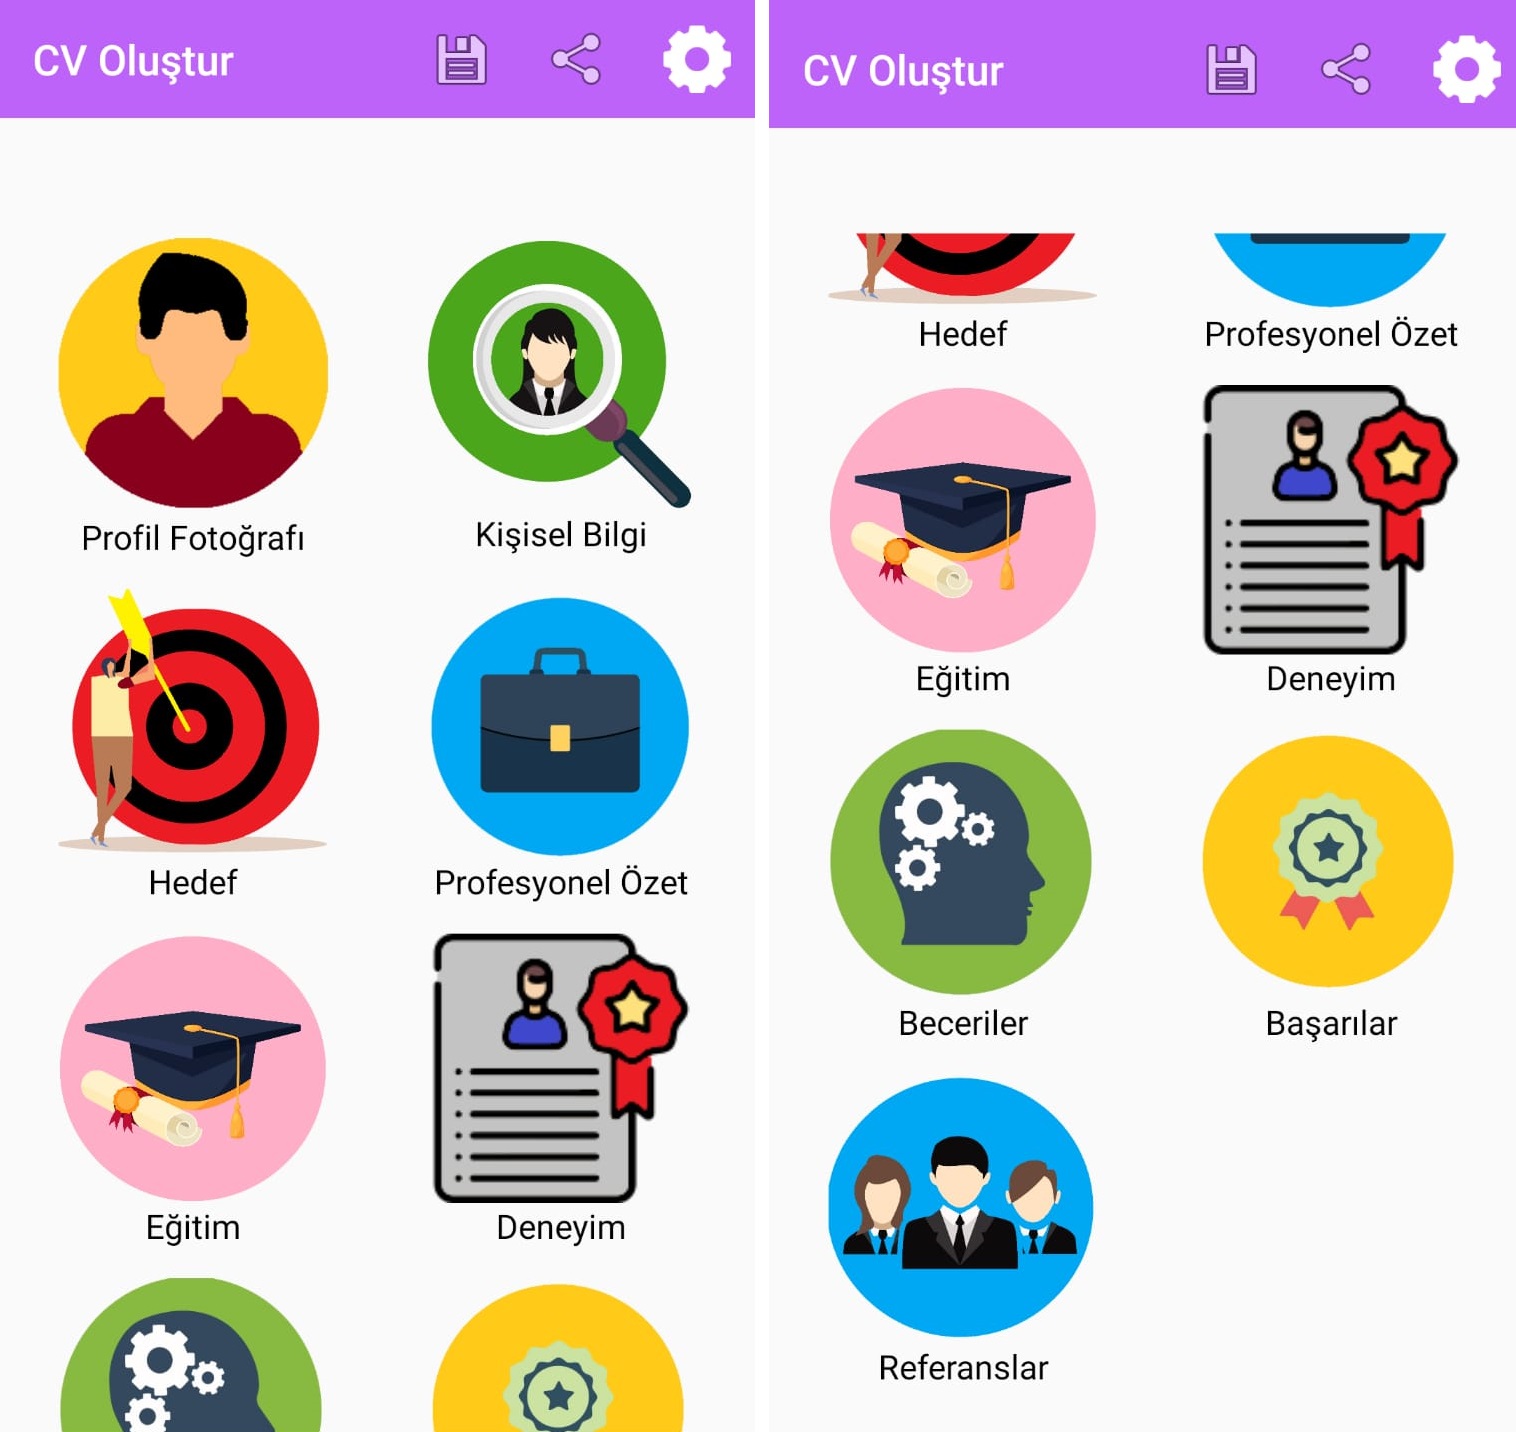 CV Oluştur
Profil Fotoğrafı
Kişisel Bilgi
Hedef
Profesyonel Özet
Eğitim
Deneyim
CV Oluştur
Hedef
Profesyonel Özet
Eğitim
Deneyim
Beceriler
Başarılar
Referanslar